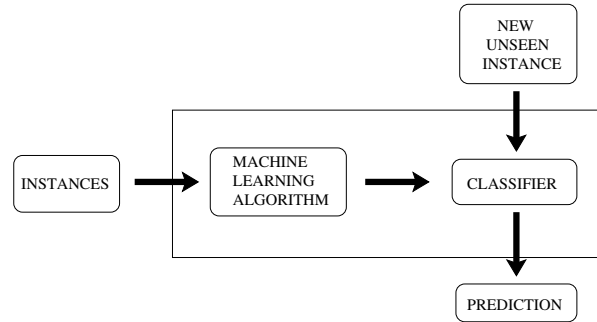 NEW
UNSEEN
INSTANCE
INSTANCES
MACHINE
LEARNING
ALGORITHM
CLASSIFIER
PREDICTION